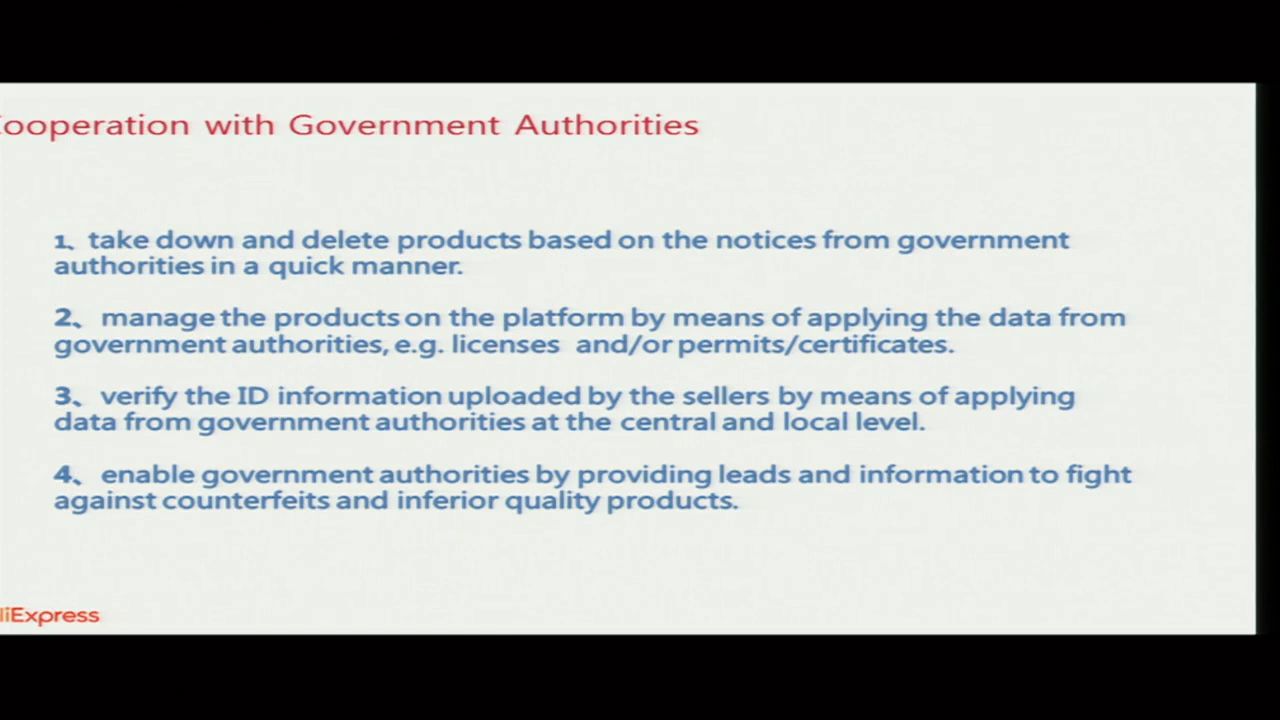 Cooperation with Government Authorities
1、take down and delete products based on the notices from government
authorities in a quick manner.
2、manage the products on the platform by means of applying the data from
government authorities, e.g. licenses and/or permits/certificates.
3、verify the ID information uploaded by the sellers by means of applying
data from government authorities at the central and local level.
4、enable government authorities by providing leads and information to fight
against counterfeits and inferior quality products.
liExpress